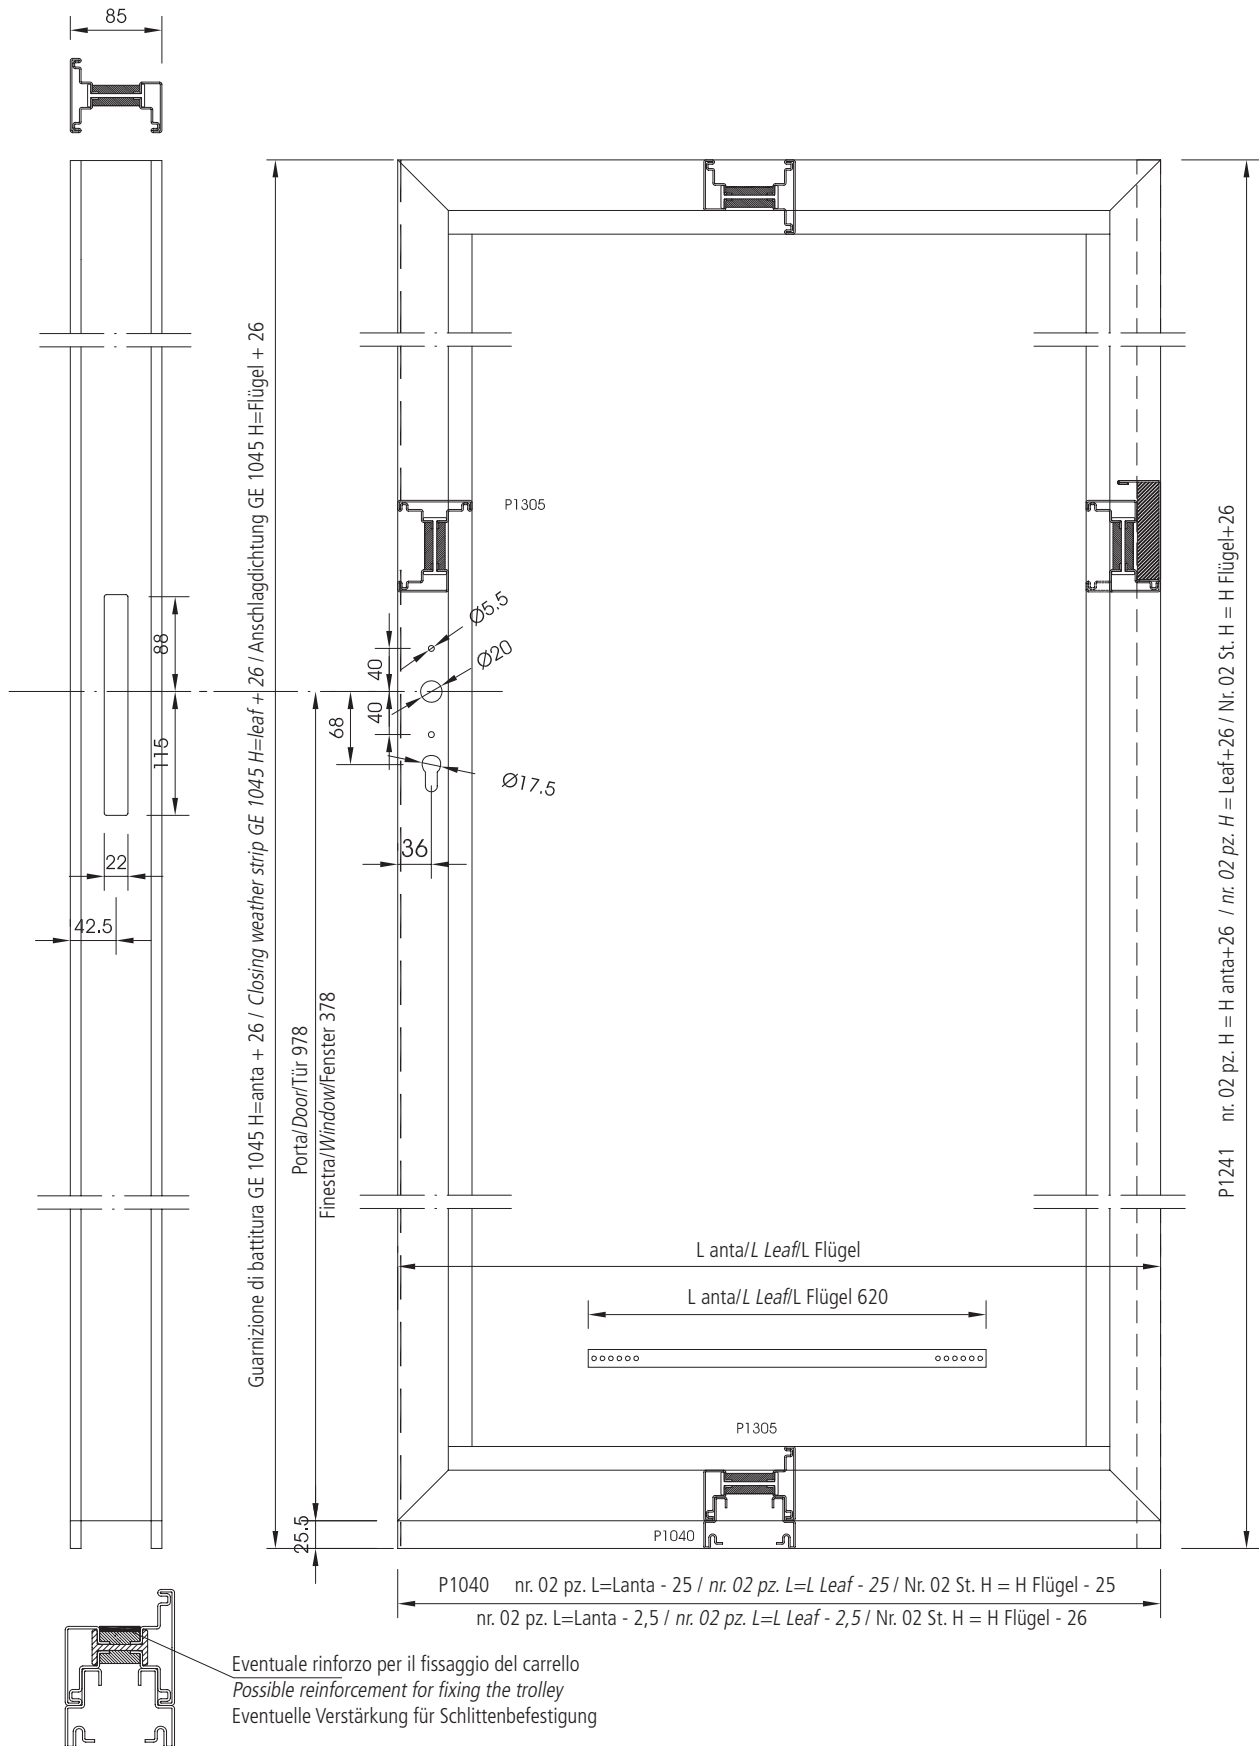 85
Guarnizione di battitura GE 1045 H=anta + 26 / Closing weather strip GE 1045 H=leaf + 26 / Anschlagdichtung GE 1045 H=Flügel + 26
P1305
88
115
22
42.5
Ø5.5
40
Ø20
40
68
Ø17.5
36
Porta/Door/Tür 978
Finestra/Window/Fenster 378
P1241 nr. 02 pz. H = H anta+26 / nr. 02 pz. H = Leaf+26 / Nr. 02 St. H = H Flügel+26
L anta/L Leaf/L Flügel
L anta/L Leaf/L Flügel 620
P1305
25.5
P1040
P1040 nr. 02 pz. L=Lanta - 25 / nr. 02 pz. L=L Leaf - 25 / Nr. 02 St. H = H Flügel - 25
nr. 02 pz. L=Lanta - 2,5 / nr. 02 pz. L=L Leaf - 2,5 / Nr. 02 St. H = H Flügel - 26
Eventuale rinforzo per il fissaggio del carrello
Possible reinforcement for fixing the trolley
Eventuelle Verstärkung für Schlittenbefestigung